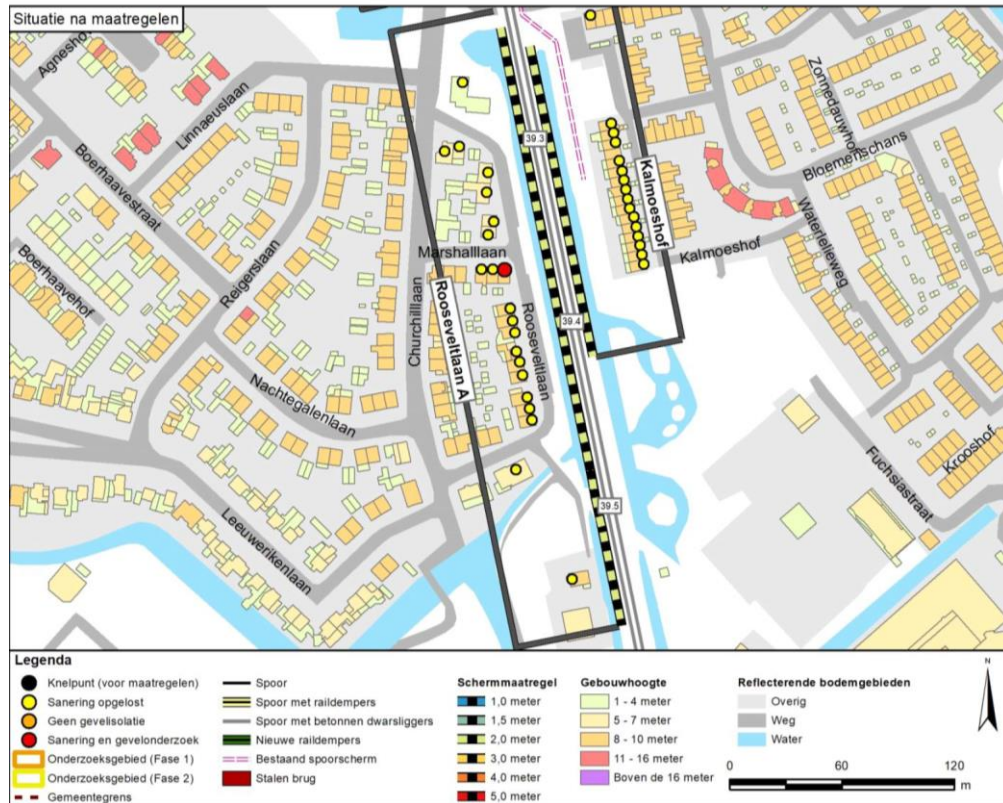 Situatie na maatregelen
Agneshof
Linnaeuslaan
Boerhaavestraat
Boerhaavehof
Reigerslaan
Nachtegalenlaan
Leeuwerikenlaan
Churchilllaan
Marshalllaan
Rooseveltlaan A
Rooseveltlaan
39.3
39.4
39.5
Kalmoeshof
Kalmoeshof
Zonnedauwhof
Bloemenschans
Waterlelieweg
Krooshof
Fuchsiastraat
Legenda
Knelpunt (voor maatregelen)
Sanering opgelost
Geen gevelisolatie
Sanering en gevelonderzoek
Onderzoeksgebied (Fase 1)
Onderzoeksgebied (Fase 2)
Gemeentegrens
Spoor
Spoor met raildempers
Spoor met betonnen dwarsliggers
Nieuwe raildempers
Bestaand spoorscherm
Stalen brug
Schermmaatregel
1,0 meter
1,5 meter
2,0 meter
3,0 meter
4,0 meter
5,0 meter
Gebouwhoogte
1 - 4 meter
5 - 7 meter
8 - 10 meter
11 - 16 meter
Boven de 16 meter
Reflecterende bodemgebieden
Overig
Weg
Water
N
0 60 120
m